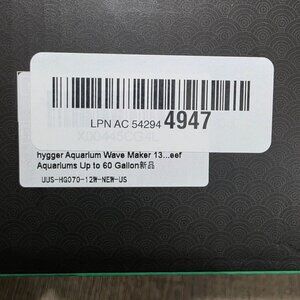 LPN AC 54294 4947
hygger Aquarium Wave Maker 13...eef
Aquariums Up to 60 Gallon新品
UUS-HG070-12W-NEW-US